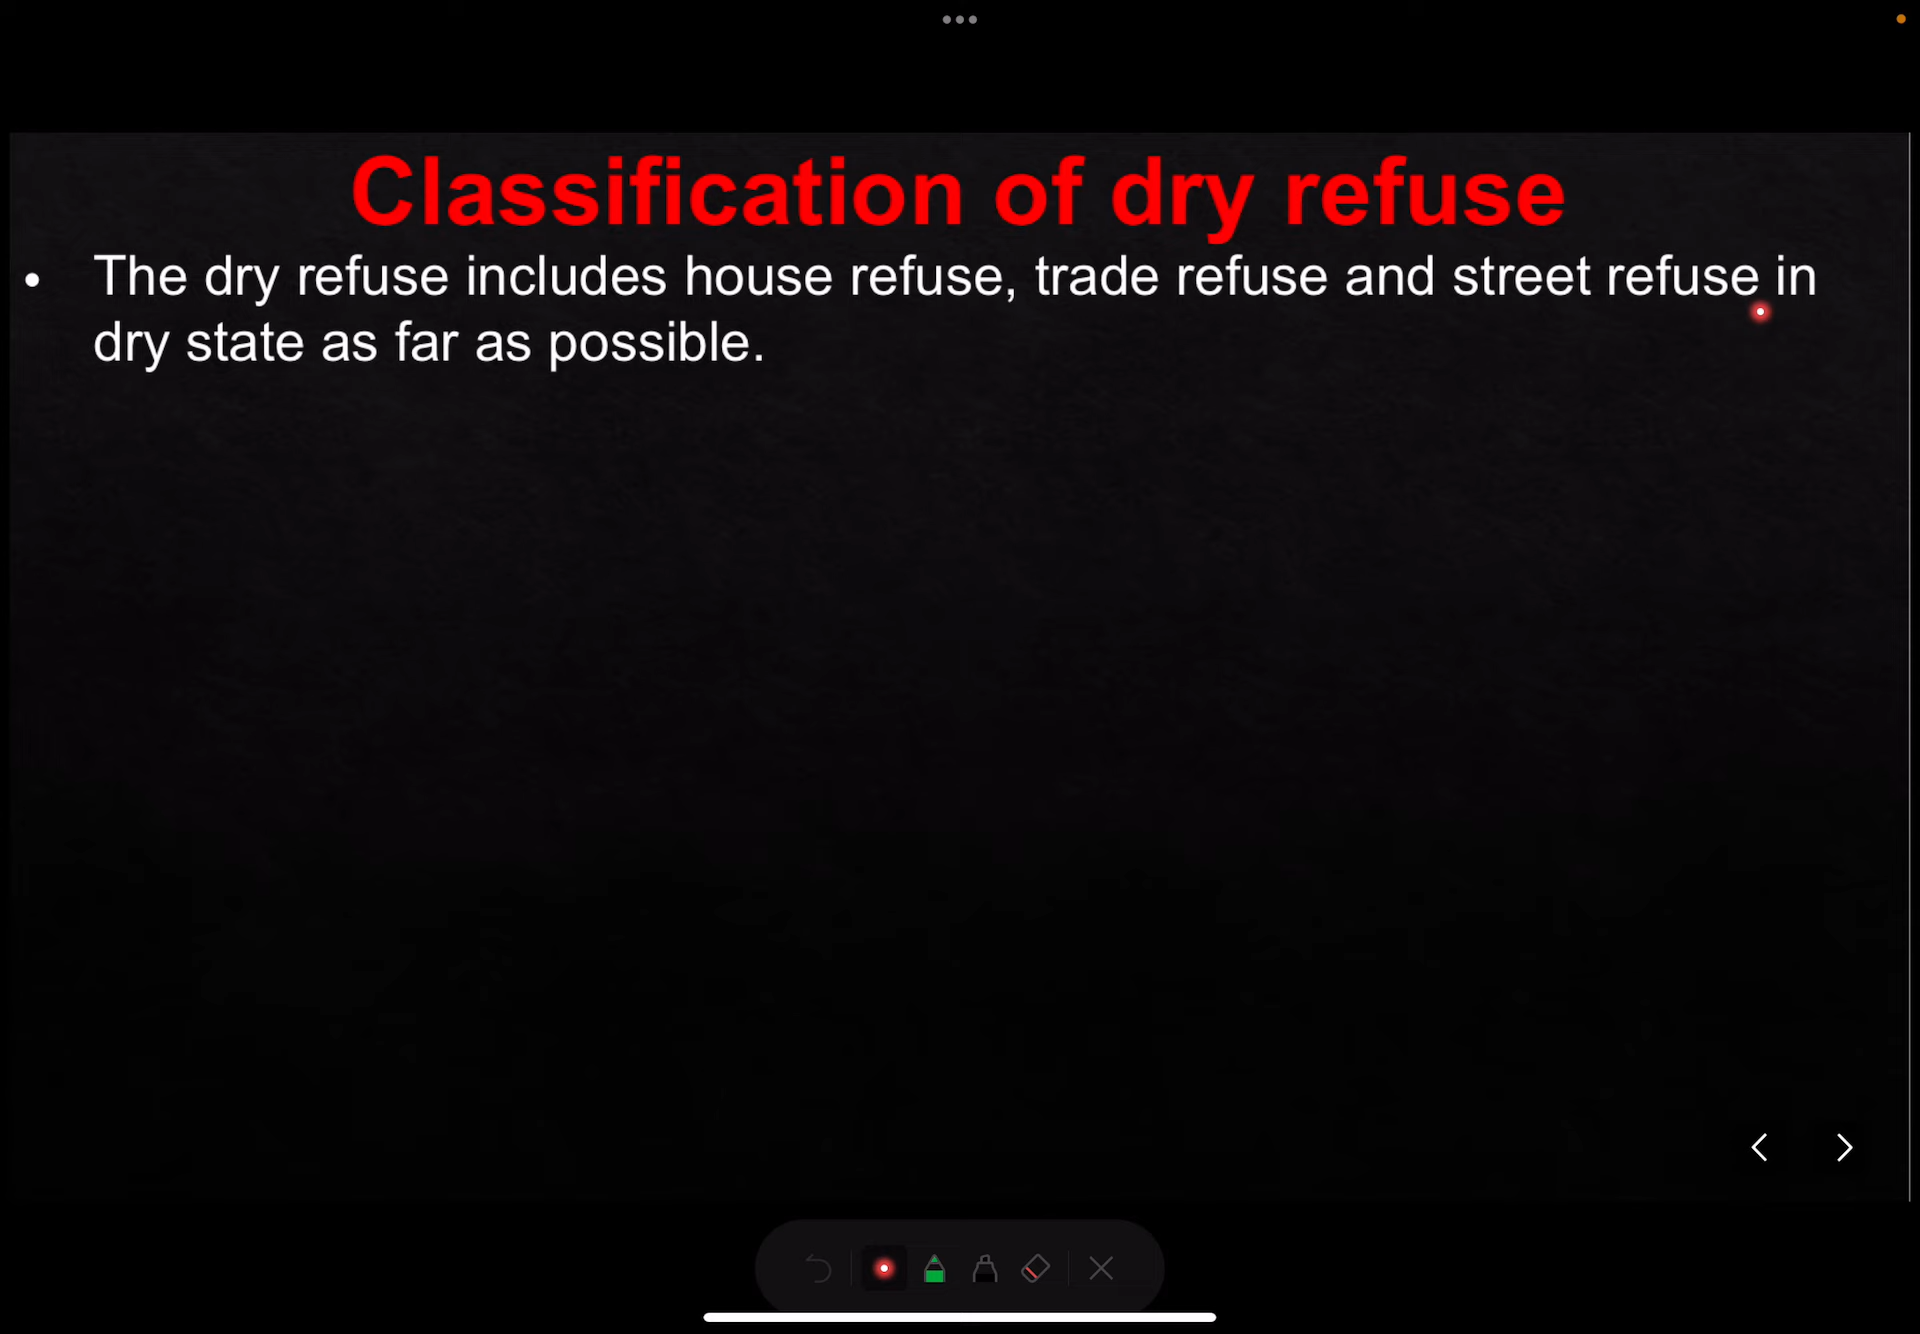 Classification of dry refuse
• The dry refuse includes house refuse, trade refuse and street refuse in
dry state as far as possible.